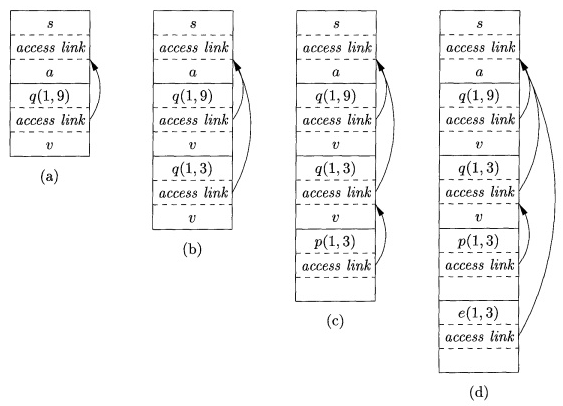 s
access link
a
q(1, 9)
access link
v
(a)
s
access link
a
q(1, 9)
access link
v
q(1, 3)
access link
v
(b)
s
access link
a
q(1, 9)
access link
v
q(1, 3)
access link
v
p(1, 3)
access link
(c)
s
access link
a
q(1, 9)
access link
v
q(1, 3)
access link
v
p(1, 3)
access link
e(1, 3)
access link
(d)